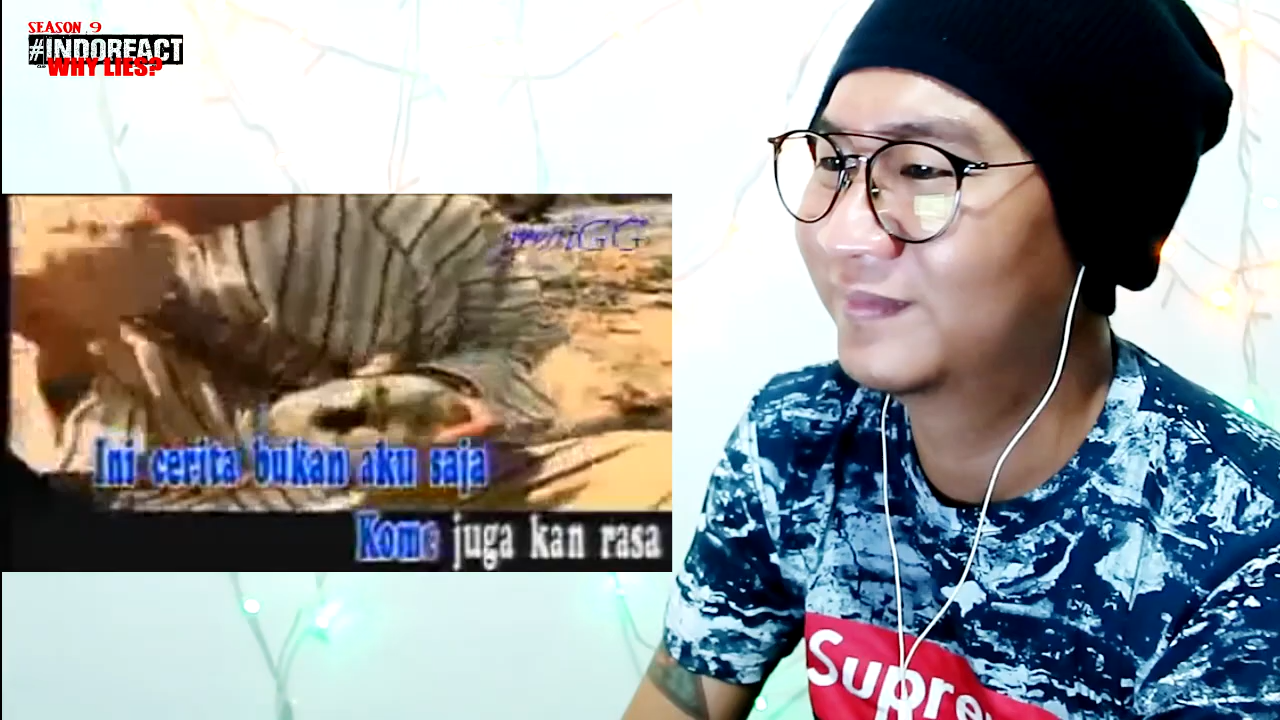 SEASON 9
#INDOREACT
WHY LIES?
Ini cerita bukan aku saja
Kome juga kan rasa
Supre